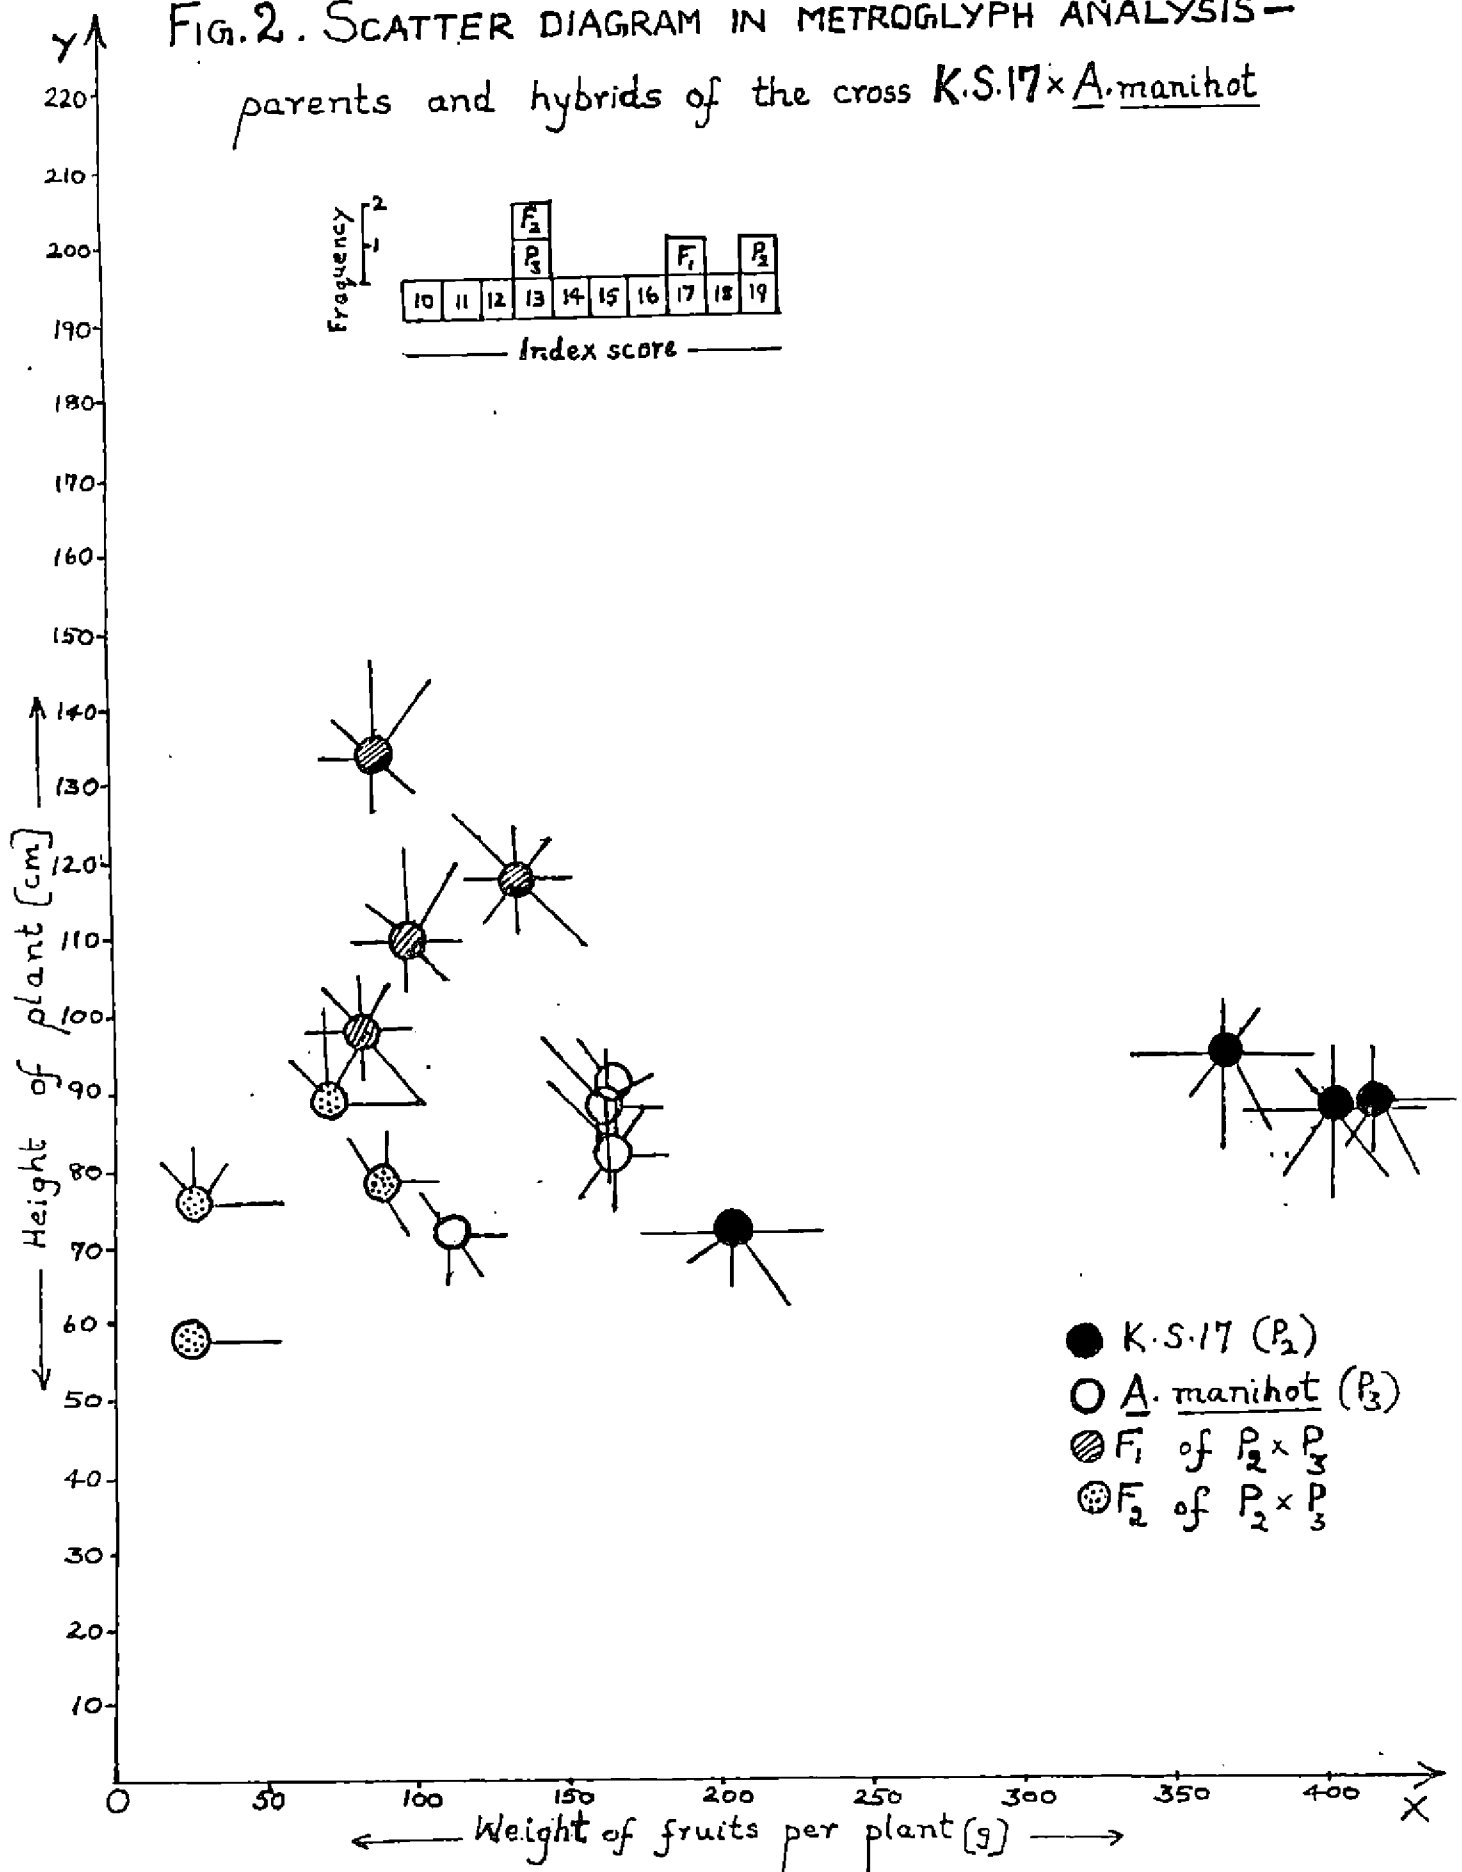 FIG. 2. SCATTER DIAGRAM IN METROGLYPH ANALYSIS—
parents and hybrids of the cross K.S.17 × A. manihot
Y
220
210
200
190
180
170
160
150
140
130
120
110
100
90
80
70
60
50
40
30
20
10
Height of plant [cm]
Fraquency
2
1
F2
P3
F1
P2
10 11 12 13 14 15 16 17 18 19
Index score
K.S.17 (P2)
A. manihot (P3)
F1 of P2 × P3
F2 of P2 × P3
0 50 100 150 200 250 300 350 400 X
Weight of fruits per plant [g]